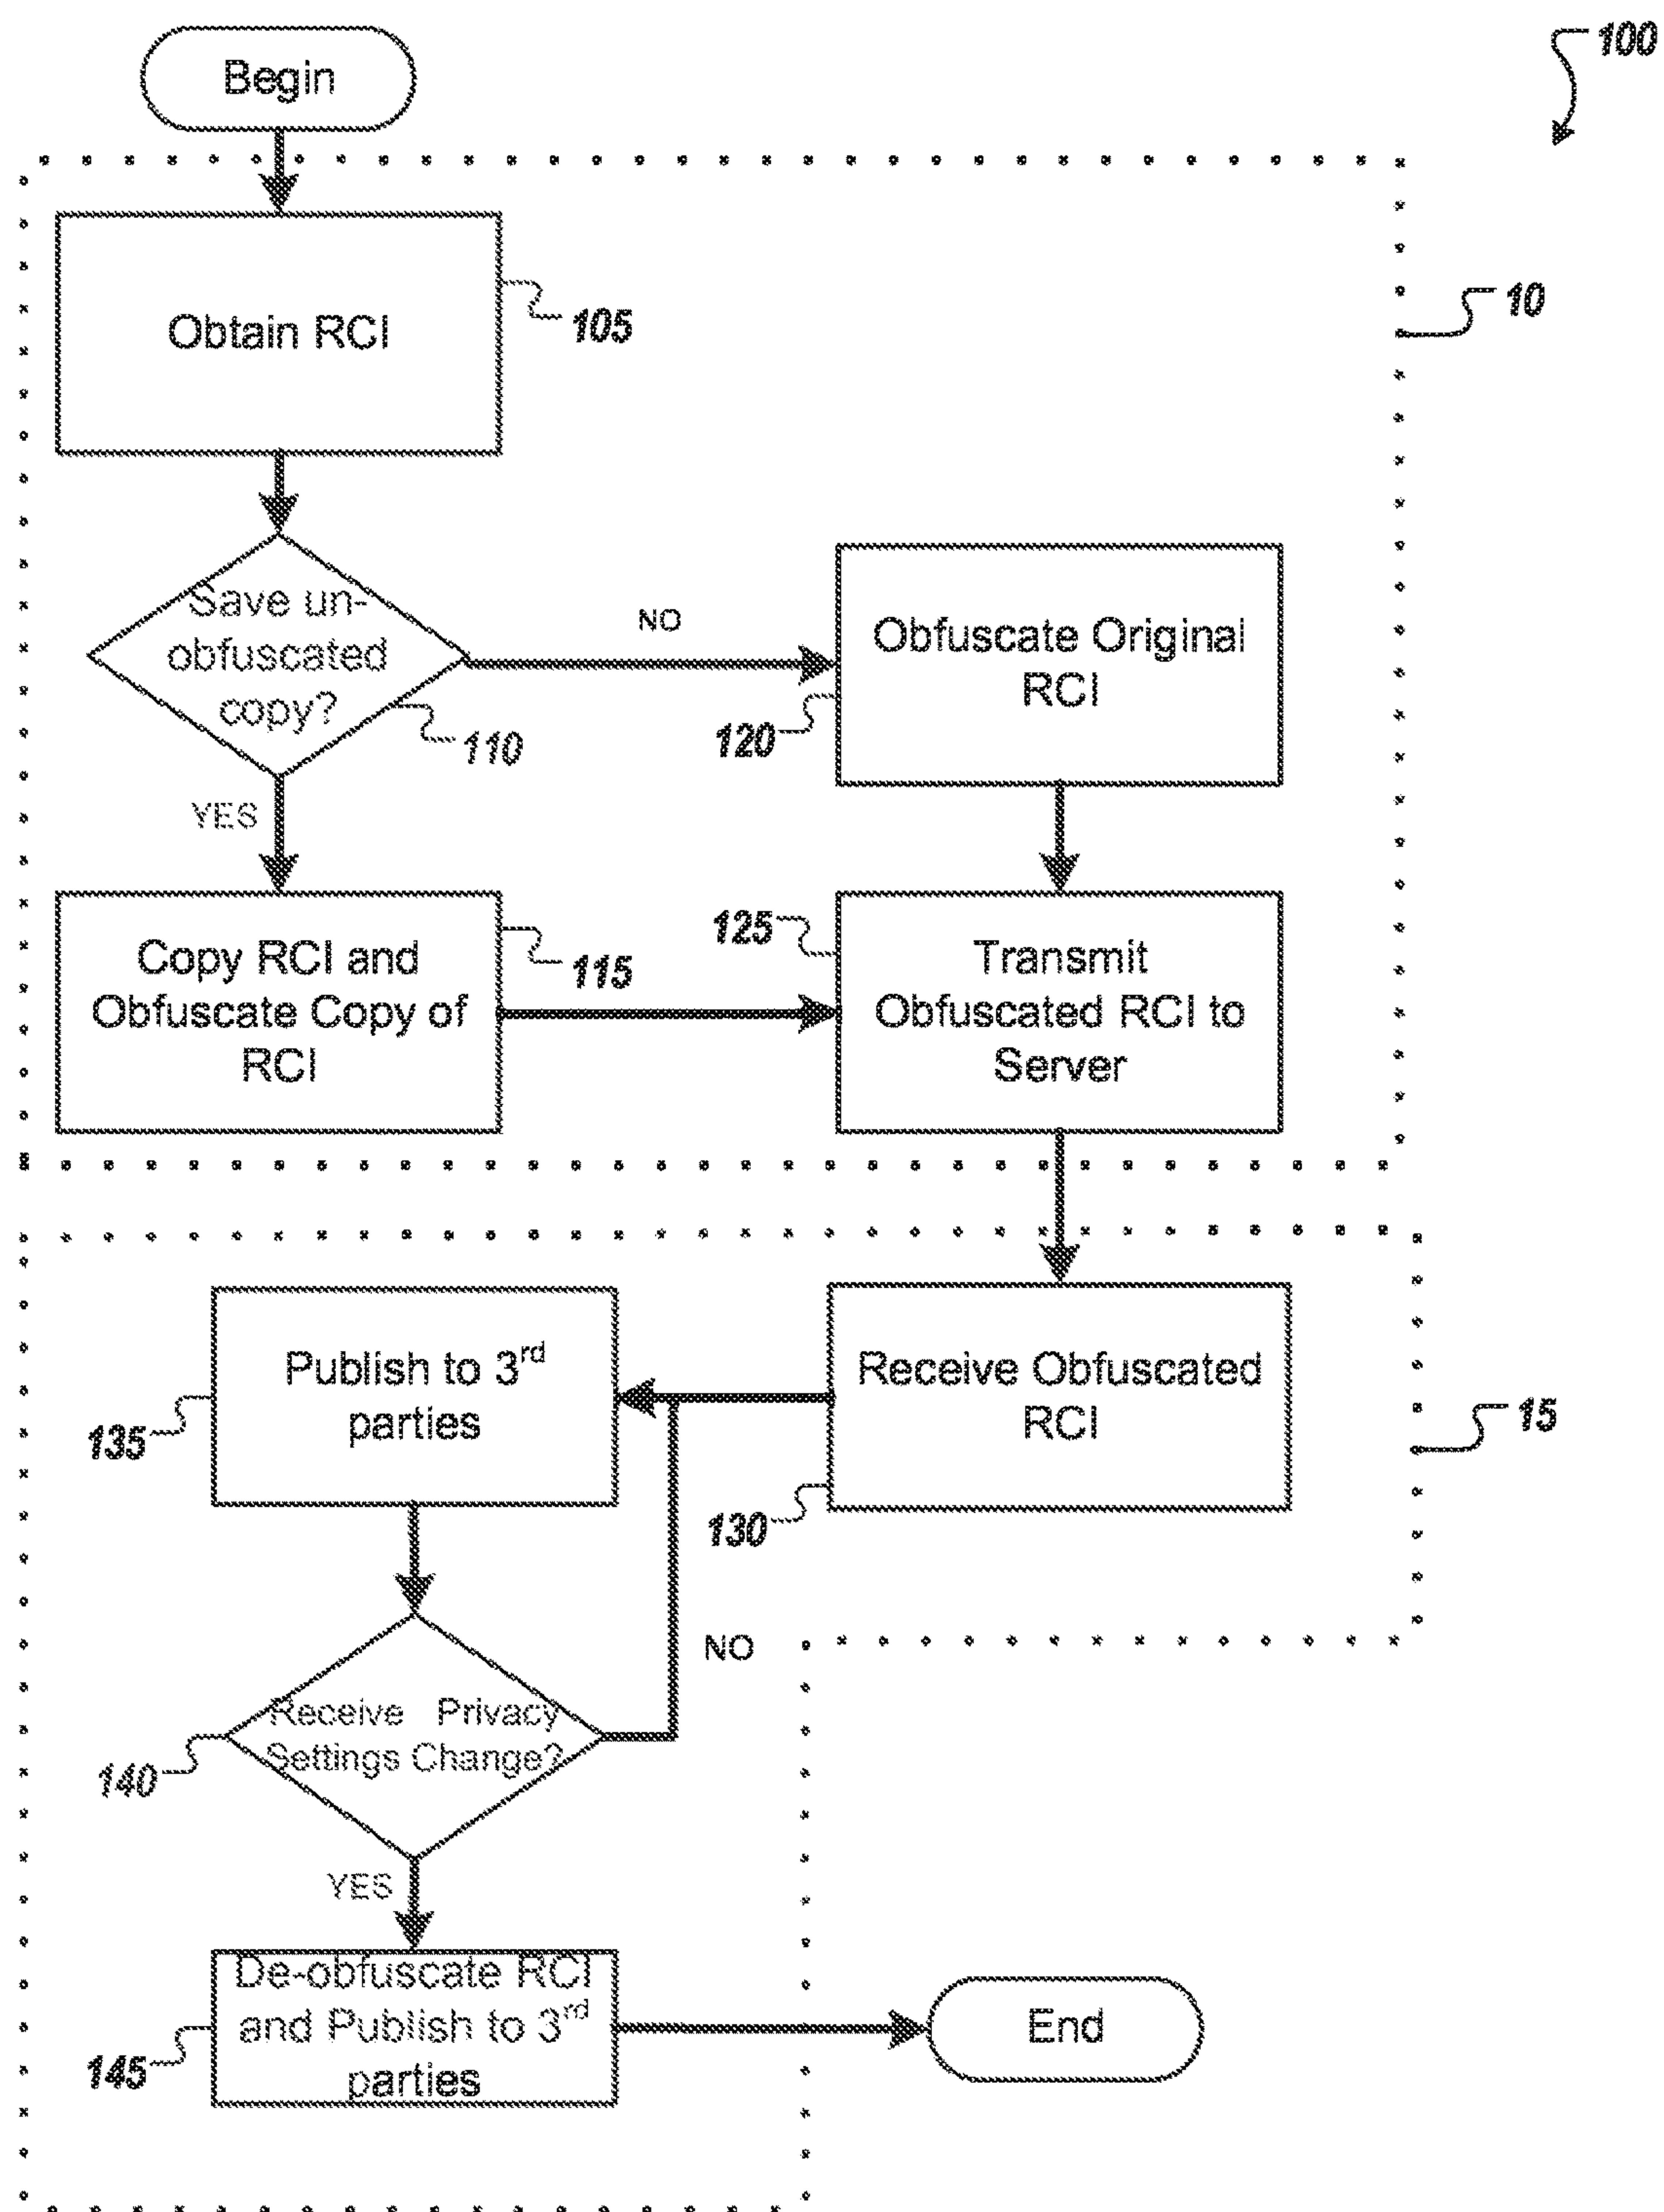 Begin
100
Obtain RCI
105
10
Save un-
obfuscated
copy?
110
NO
Obfuscate Original
RCI
120
YES
Copy RCI and
Obfuscate Copy of
RCI
115
125
Transmit
Obfuscated RCI to
Server
Publish to 3rd
parties
135
Receive Obfuscated
RCI
130
15
Receive Privacy
Settings Change?
140
NO
YES
De-obfuscate RCI
and Publish to 3rd
parties
145
End